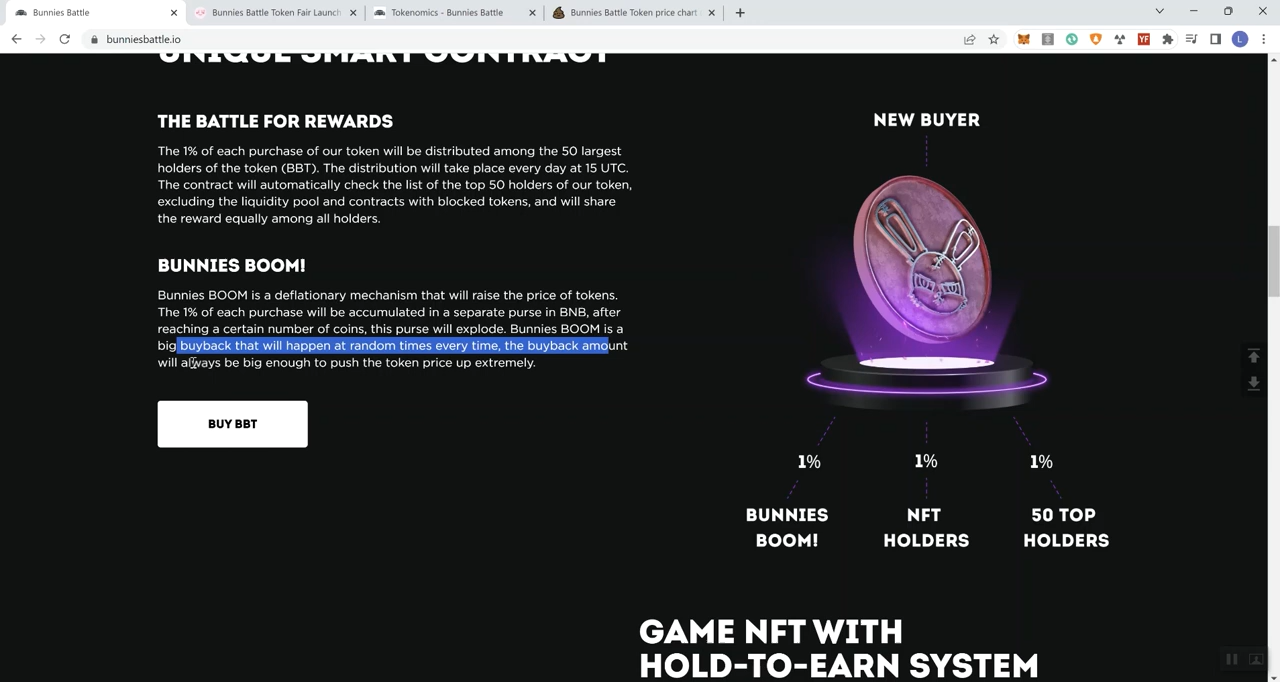 Bunnies Battle
Bunnies Battle Token Fair Launch
Tokenomics - Bunnies Battle
Bunnies Battle Token price chart
bunniesbattle.io
UNIQUE SMART CONTRACT
THE BATTLE FOR REWARDS
The 1% of each purchase of our token will be distributed among the 50 largest
holders of the token (BBT). The distribution will take place every day at 15 UTC.
The contract will automatically check the list of the top 50 holders of our token,
excluding the liquidity pool and contracts with blocked tokens, and will share
the reward equally among all holders.
BUNNIES BOOM!
Bunnies BOOM is a deflationary mechanism that will raise the price of tokens.
The 1% of each purchase will be accumulated in a separate purse in BNB, after
reaching a certain number of coins, this purse will explode. Bunnies BOOM is a
big buyback that will happen at random times every time, the buyback amount
will always be big enough to push the token price up extremely.
BUY BBT
NEW BUYER
1%
1%
1%
BUNNIES
BOOM!
NFT
HOLDERS
50 TOP
HOLDERS
GAME NFT WITH
HOLD-TO-EARN SYSTEM
YF
L